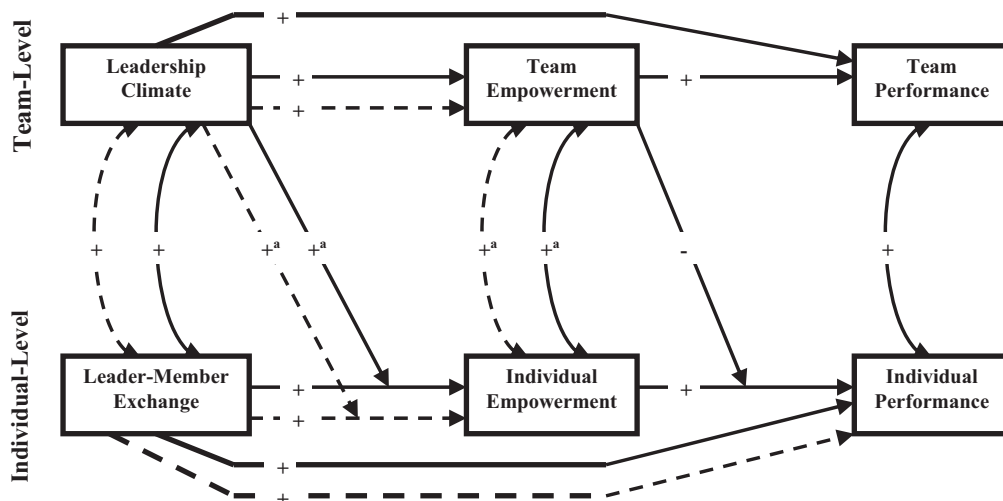 Team-Level
+
Leadership
Climate
+
+
Team
Empowerment
+
Team
Performance
+
+
+ᵃ
+ᵃ
+ᵃ
+ᵃ
-
+
Individual-Level
Leader-Member
Exchange
+
+
Individual
Empowerment
+
Individual
Performance
+
+